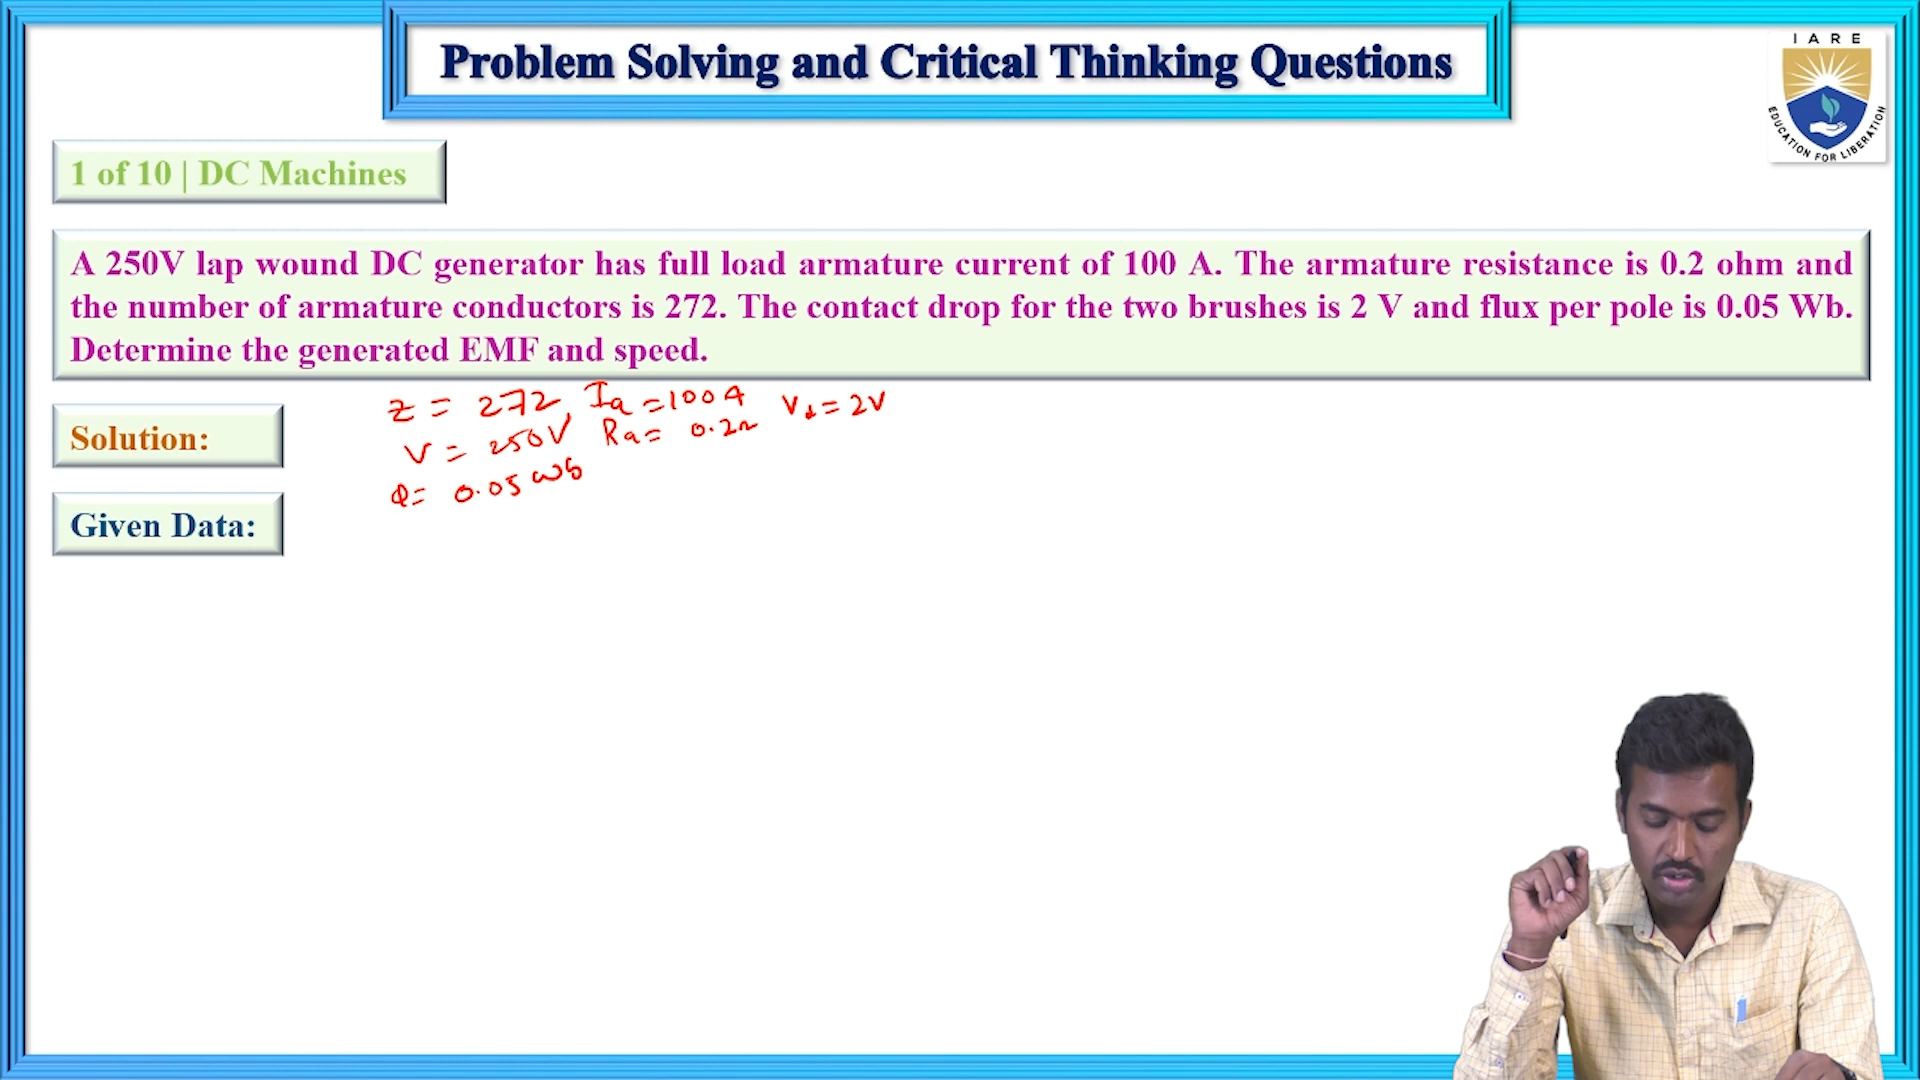 Problem Solving and Critical Thinking Questions
I A R E
EDUCATION FOR LIBERATION
1 of 10 | DC Machines
A 250V lap wound DC generator has full load armature current of 100 A. The armature resistance is 0.2 ohm and
the number of armature conductors is 272. The contact drop for the two brushes is 2 V and flux per pole is 0.05 Wb.
Determine the generated EMF and speed.
Solution:
Z = 272, Ia = 100A Vd = 2V
V = 250V Ra = 0.2Ω
Φ = 0.05 Wb
Given Data: